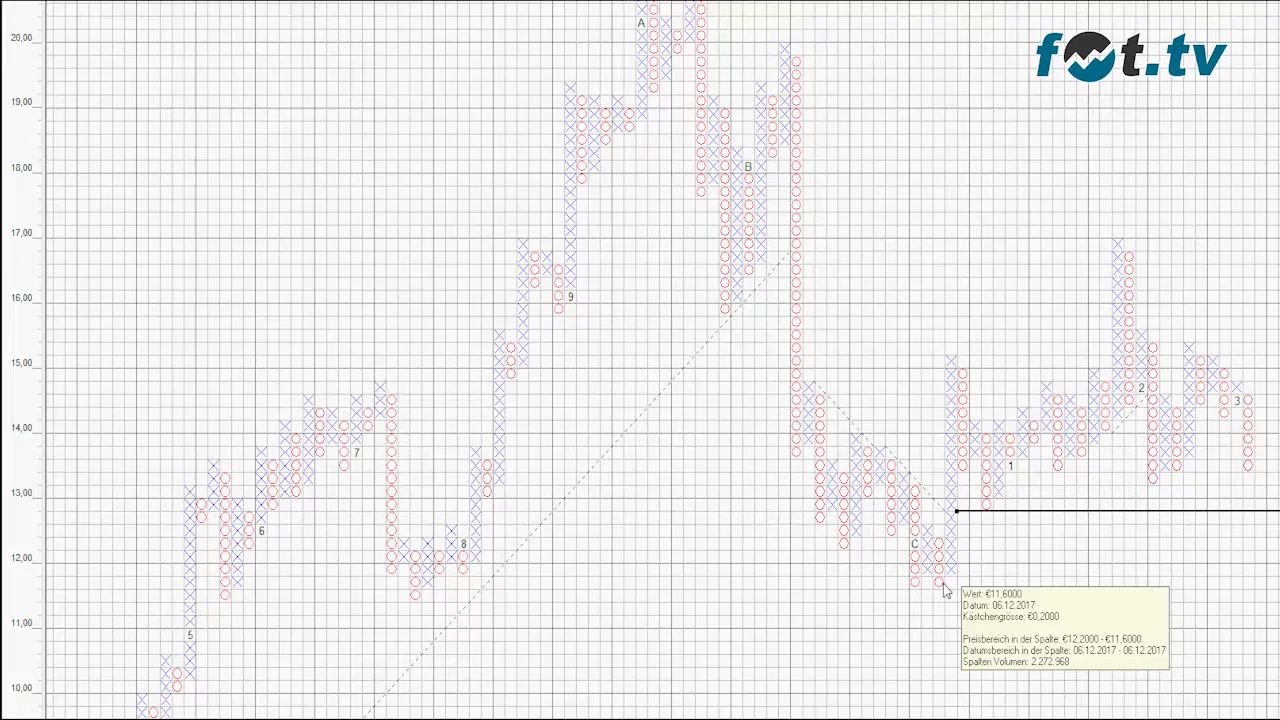 20,00
19,00
18,00
17,00
16,00
15,00
14,00
13,00
12,00
11,00
10,00
A
B
9
7
6
8
5
C
1
2
3
Wert: €11,6000
Datum: 06.12.2017
Kästchengrösse: €0,2000
Preisbereich in der Spalte: €12,2000 - €11,6000
Datumsbereich in der Spalte: 06.12.2017 - 06.12.2017
Spalten Volumen: 2.272.968
fot.tv